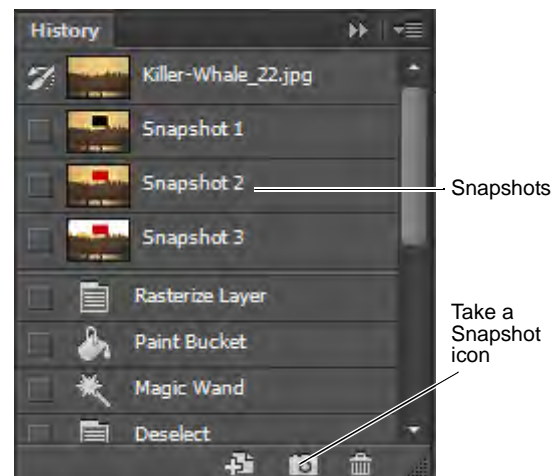 History
Killer-Whale_22.jpg
Snapshot 1
Snapshot 2
Snapshot 3
Rasterize Layer
Paint Bucket
Magic Wand
Deselect
Snapshots
Take a
Snapshot
icon